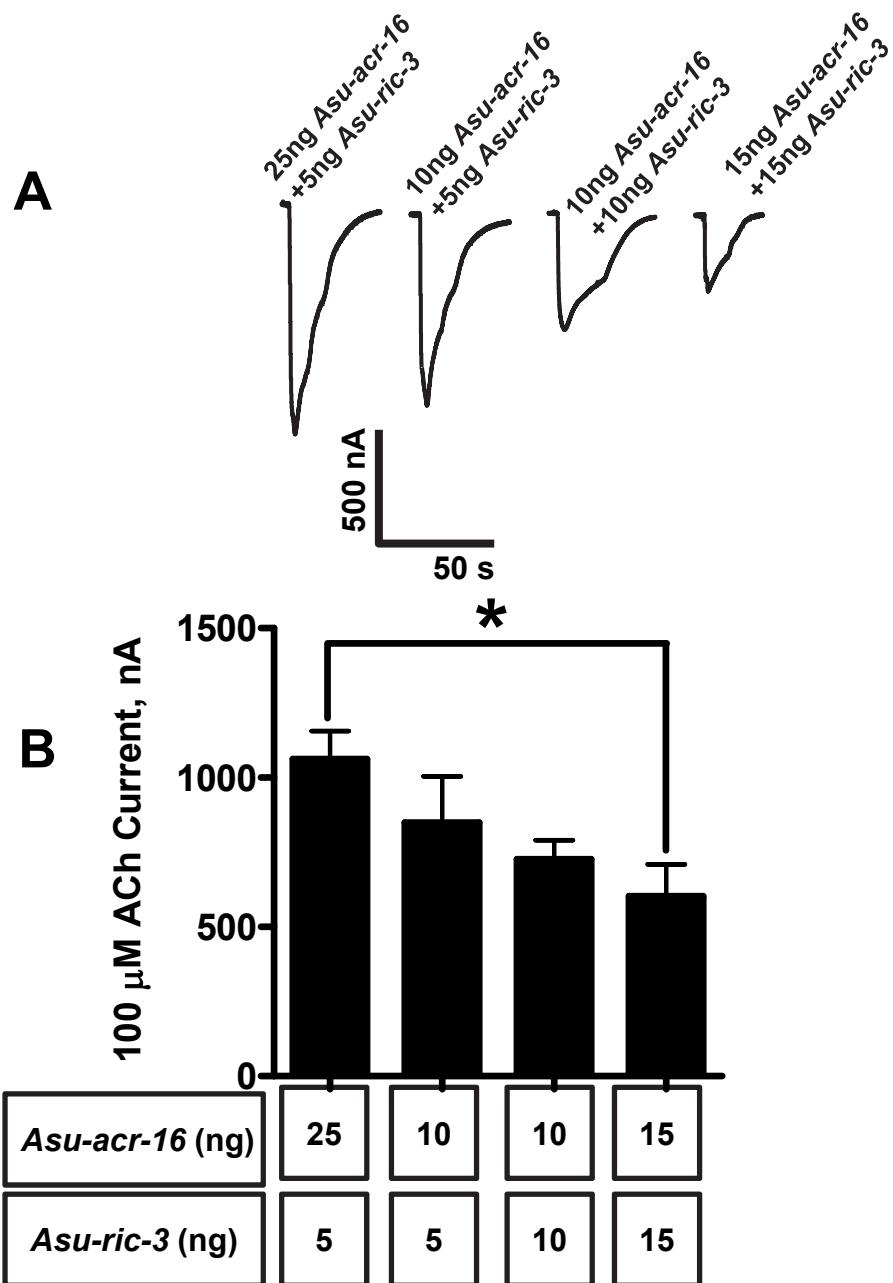 A
25ng Asu-acr-16
+5ng Asu-ric-3
10ng Asu-acr-16
+5ng Asu-ric-3
10ng Asu-acr-16
+10ng Asu-ric-3
15ng Asu-acr-16
+15ng Asu-ric-3
500 nA
50 s
B
*
100 μM ACh Current, nA
1500
1000
500
0
Asu-acr-16 (ng) 25 10 10 15
Asu-ric-3 (ng) 5 5 10 15